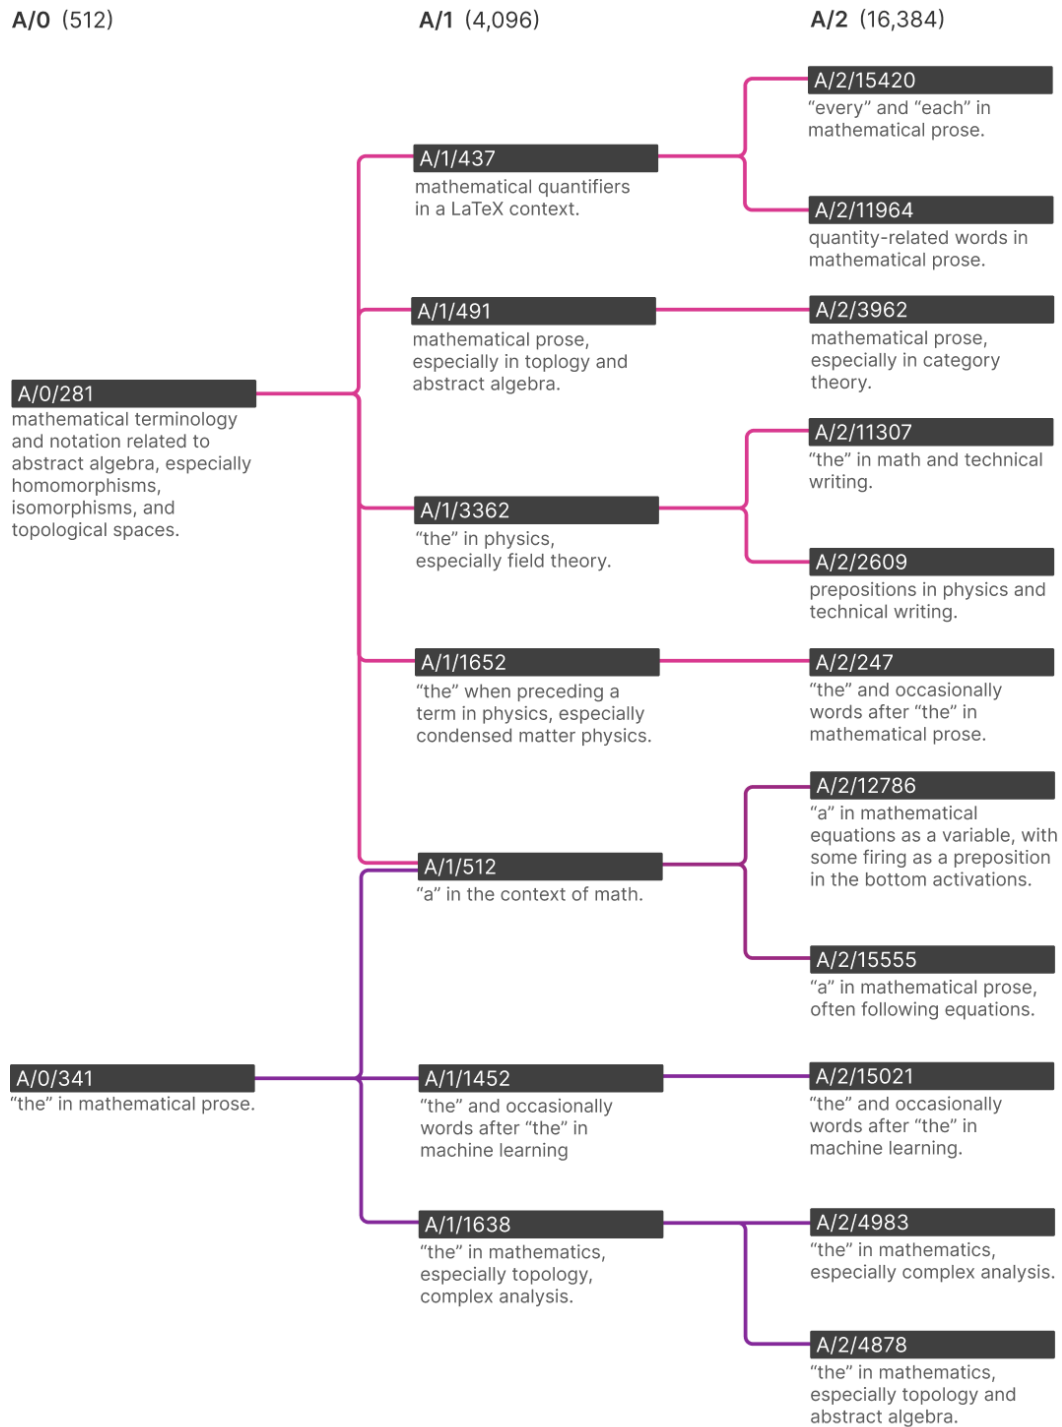 A/0 (512)
A/1 (4,096)
A/2 (16,384)
A/0/281
mathematical terminology
and notation related to
abstract algebra, especially
homomorphisms,
isomorphisms, and
topological spaces.
A/0/341
“the” in mathematical prose.
A/1/437
mathematical quantifiers
in a LaTeX context.
A/1/491
mathematical prose,
especially in toplogy and
abstract algebra.
A/1/3362
“the” in physics,
especially field theory.
A/1/1652
“the” when preceding a
term in physics, especially
condensed matter physics.
A/1/512
“a” in the context of math.
A/1/1452
“the” and occasionally
words after “the” in
machine learning
A/1/1638
“the” in mathematics,
especially topology,
complex analysis.
A/2/15420
“every” and “each” in
mathematical prose.
A/2/11964
quantity-related words in
mathematical prose.
A/2/3962
mathematical prose,
especially in category
theory.
A/2/11307
“the” in math and technical
writing.
A/2/2609
prepositions in physics and
technical writing.
A/2/247
“the” and occasionally
words after “the” in
mathematical prose.
A/2/12786
“a” in mathematical
equations as a variable, with
some firing as a preposition
in the bottom activations.
A/2/15555
“a” in mathematical prose,
often following equations.
A/2/15021
“the” and occasionally
words after “the” in
machine learning.
A/2/4983
“the” in mathematics,
especially complex analysis.
A/2/4878
“the” in mathematics,
especially topology and
abstract algebra.